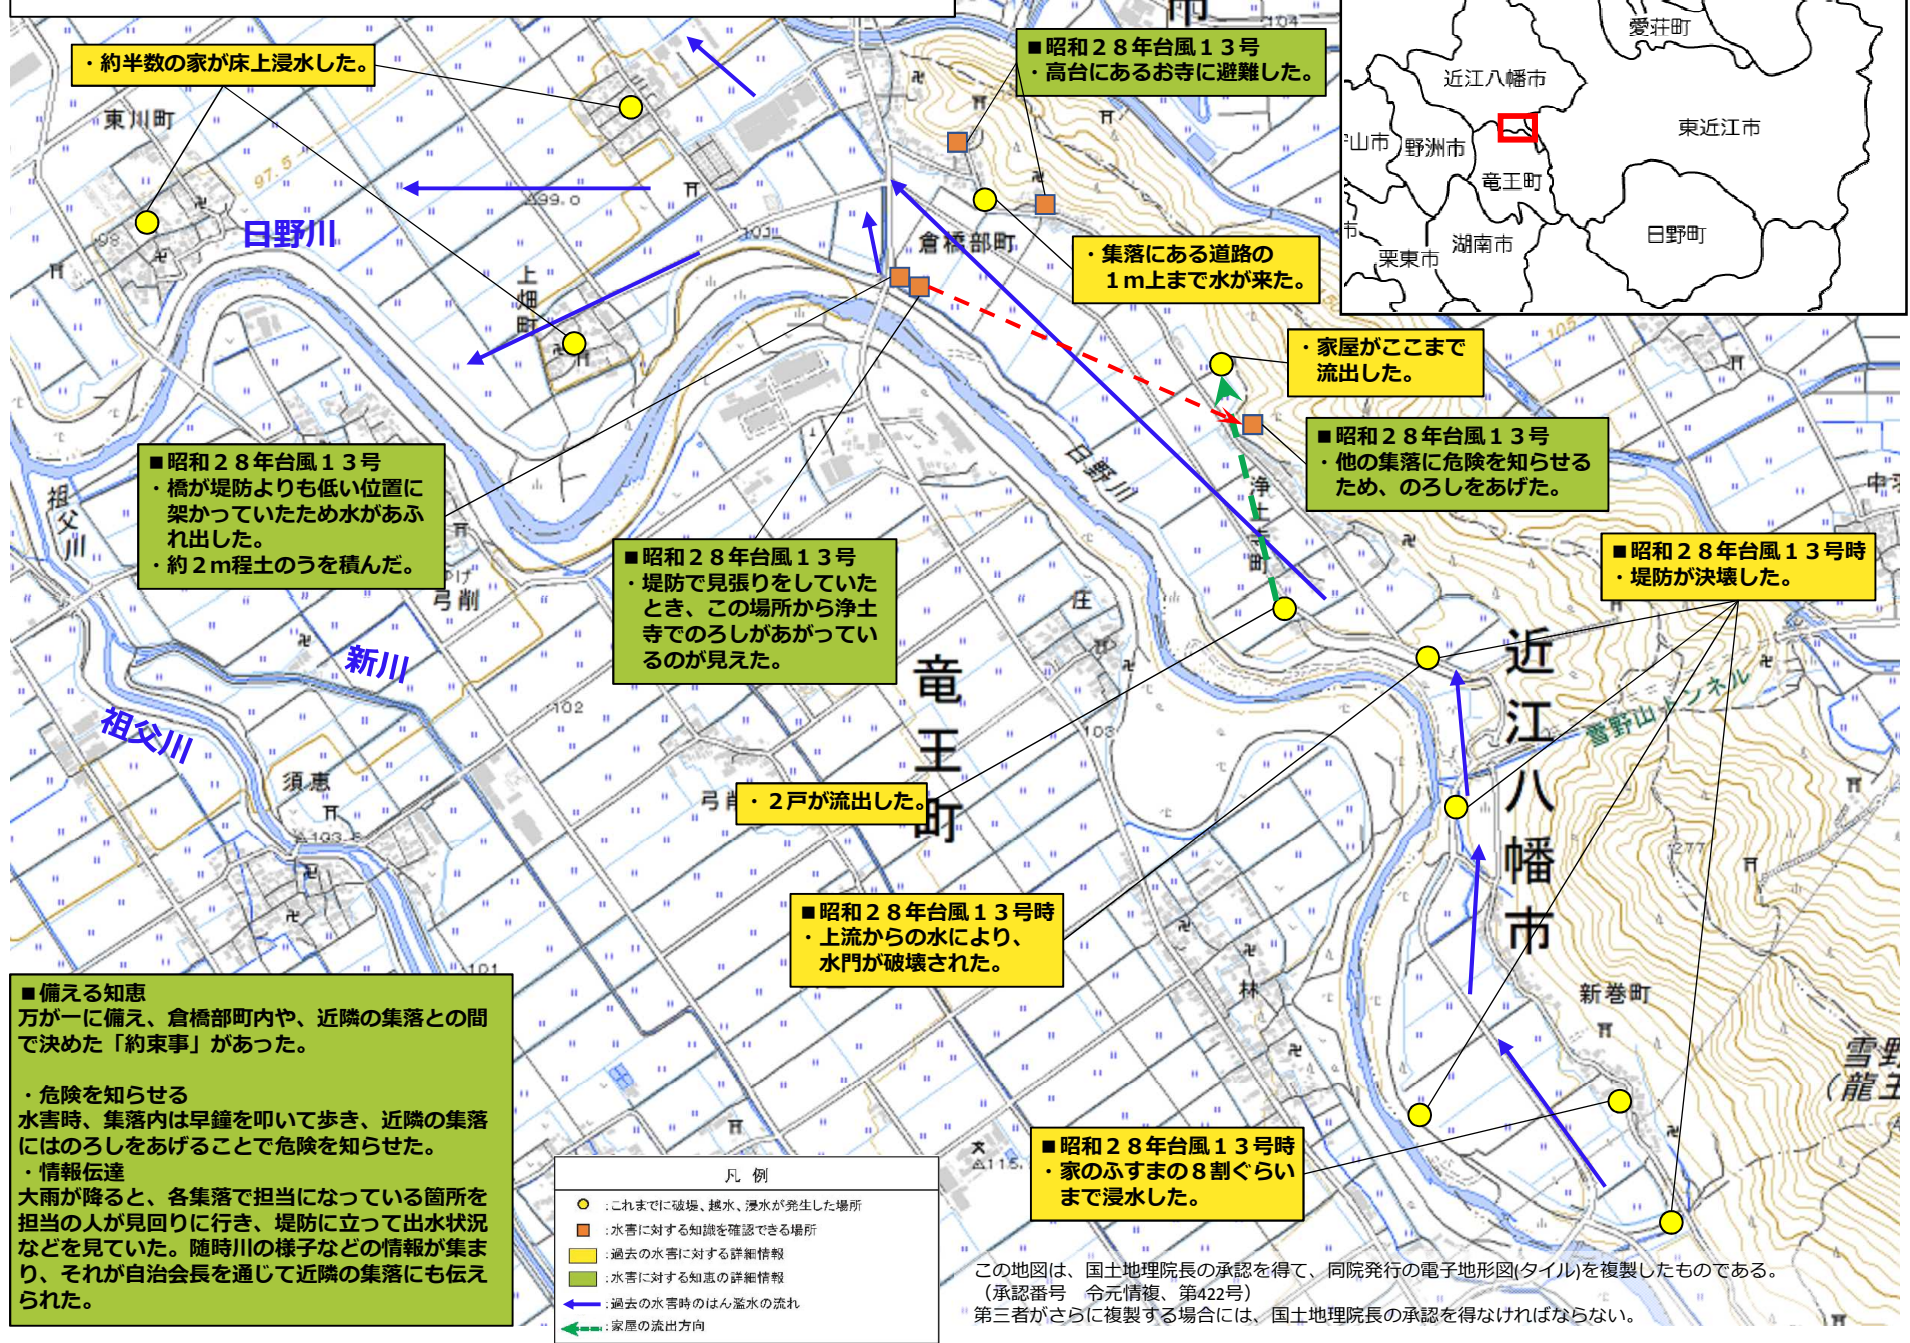 市
104
愛荘町
近江八幡市
東近江市
野洲市
竜王町
湖南市
栗東市
日野町
・約半数の家が床上浸水した。
■昭和２８年台風１３号
・高台にあるお寺に避難した。
東川町
97.5
99.0
98
日野川
上畑町
倉橋部町
・集落にある道路の
１ｍ上まで水が来た。
・家屋がここまで
流出した。
105
■昭和２８年台風１３号
・橋が堤防よりも低い位置に
架かっていたため水があふ
れ出した。
・約２ｍ程土のうを積んだ。
■昭和２８年台風１３号
・堤防で見張りをしていた
とき、この場所から浄土
寺でのろしがあがってい
るのが見えた。
■昭和２８年台風１３号
・他の集落に危険を知らせる
ため、のろしをあげた。
■昭和２８年台風１３号時
・堤防が決壊した。
日野川
浄土寺町
祖父川
弓削
庄
新川
祖父川
102
103
竜王町
近江八幡市
雪野山トンネル
須恵
103.6
弓削
・２戸が流出した。
277
■昭和２８年台風１３号時
・上流からの水により、
水門が破壊された。
101
林
新巻町
雪野
(龍王
■備える知恵
万が一に備え、倉橋部町内や、近隣の集落との間
で決めた「約束事」があった。
・危険を知らせる
水害時、集落内は早鐘を叩いて歩き、近隣の集落
にはのろしをあげることで危険を知らせた。
・情報伝達
大雨が降ると、各集落で担当になっている箇所を
担当の人が見回りに行き、堤防に立って出水状況
などを見ていた。随時川の様子などの情報が集ま
り、それが自治会長を通じて近隣の集落にも伝え
られた。
■昭和２８年台風１３号時
・家のふすまの８割ぐらい
まで浸水した。
凡 例
:これまでに破堤、越水、浸水が発生した場所
:水害に対する知識を確認できる場所
:過去の水害に対する詳細情報
:水害に対する知恵の詳細情報
:過去の水害時のはん濫水の流れ
:家屋の流出方向
この地図は、国土地理院長の承認を得て、同院発行の電子地形図(タイル)を複製したものである。
（承認番号　令元情複、第422号）
第三者がさらに複製する場合には、国土地理院長の承認を得なければならない。